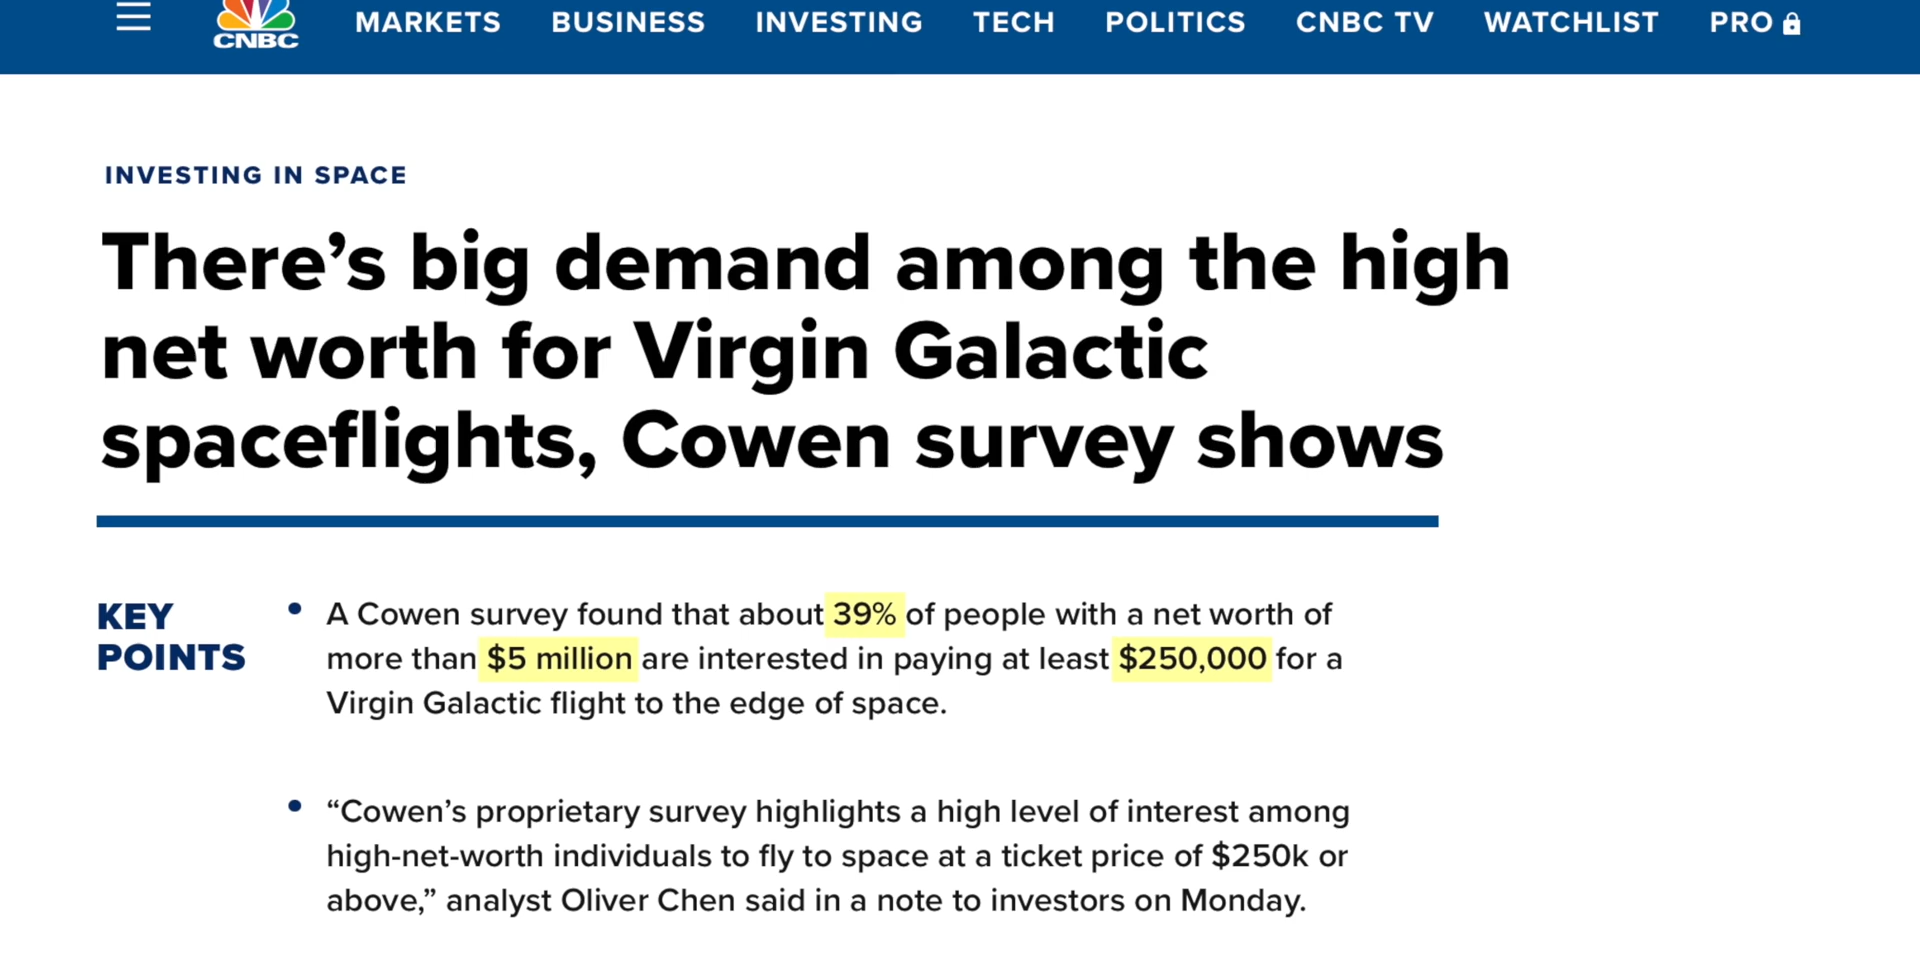 CNBC
MARKETS BUSINESS INVESTING TECH POLITICS CNBC TV WATCHLIST PRO
INVESTING IN SPACE
There’s big demand among the high
net worth for Virgin Galactic
spaceflights, Cowen survey shows
KEY
POINTS
• A Cowen survey found that about 39% of people with a net worth of
more than $5 million are interested in paying at least $250,000 for a
Virgin Galactic flight to the edge of space.
• “Cowen’s proprietary survey highlights a high level of interest among
high-net-worth individuals to fly to space at a ticket price of $250k or
above,” analyst Oliver Chen said in a note to investors on Monday.